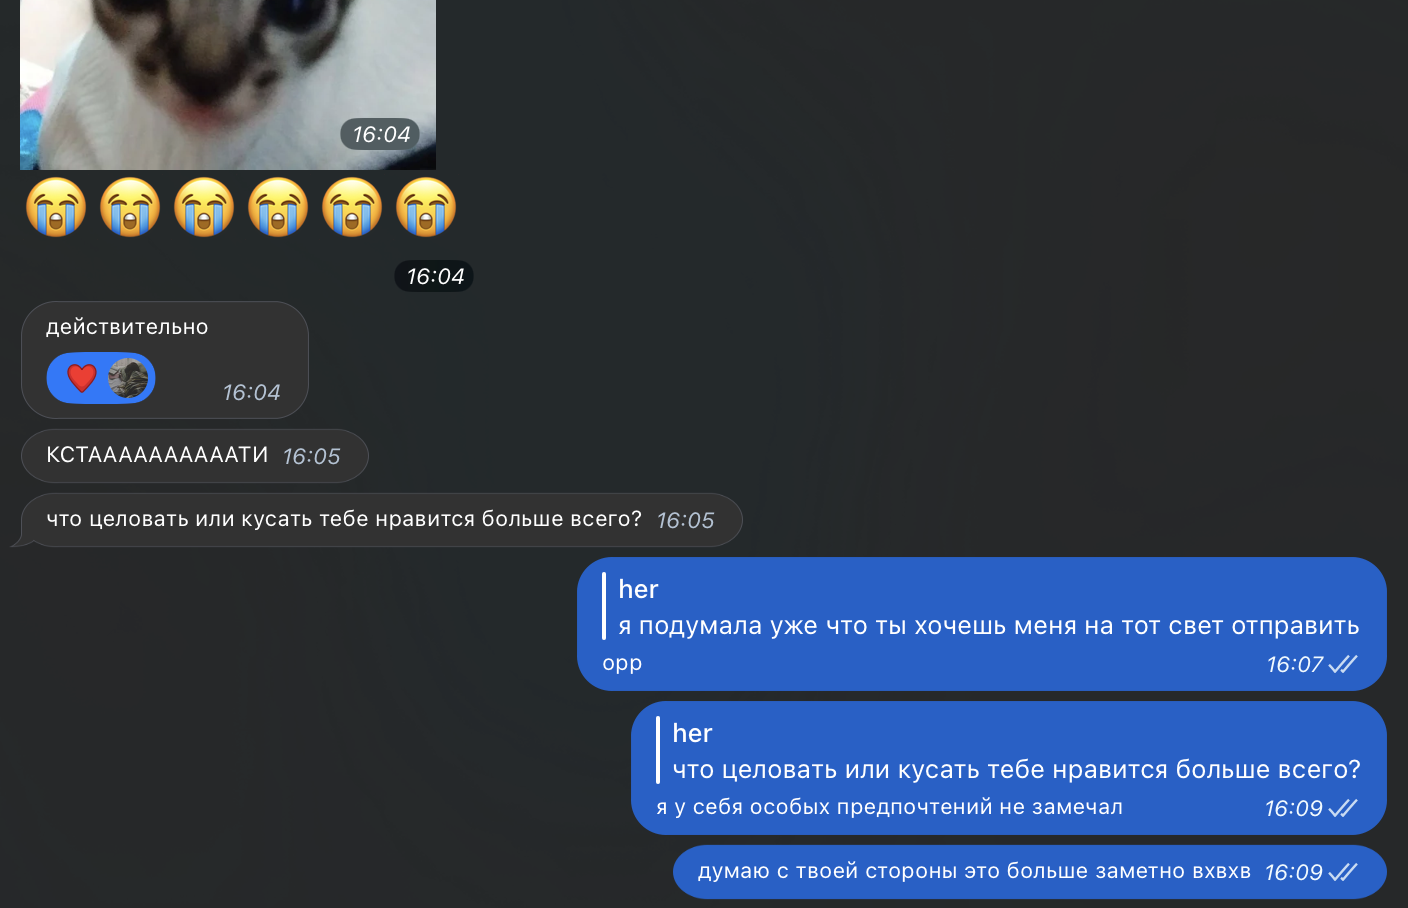 16:04
😭😭😭😭😭😭
16:04
действительно
❤️
16:04
КСТААААААААААТИ 16:05
что целовать или кусать тебе нравится больше всего? 16:05
her
я подумала уже что ты хочешь меня на тот свет отправить
орр 16:07
her
что целовать или кусать тебе нравится больше всего?
я у себя особых предпочтений не замечал 16:09
думаю с твоей стороны это больше заметно вхвхв 16:09